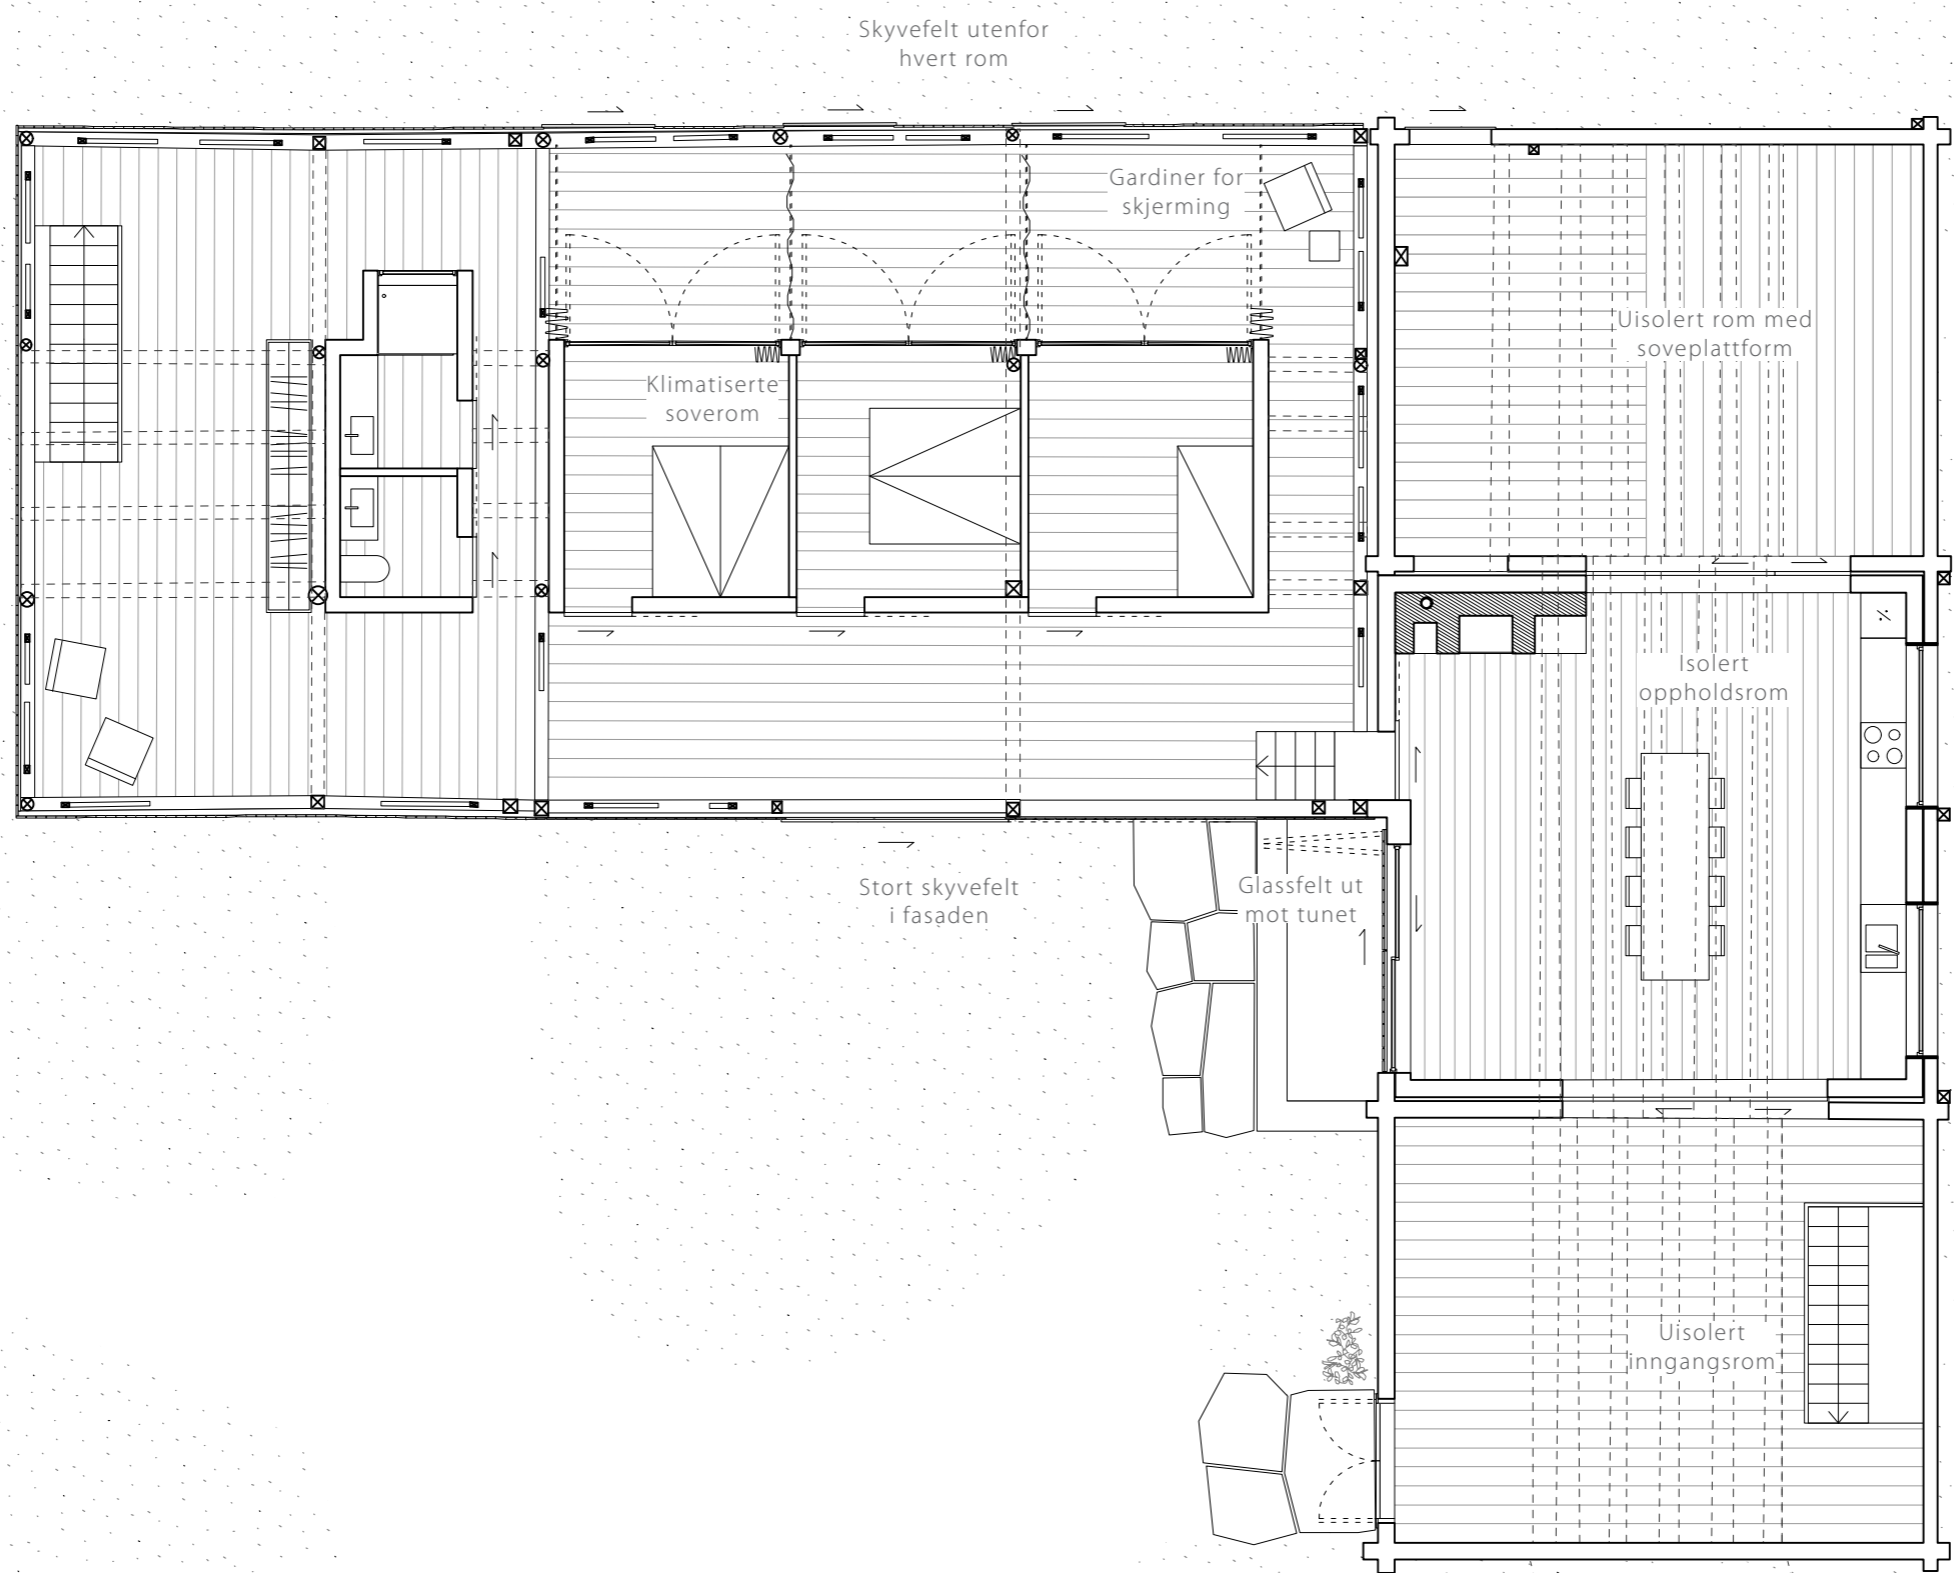 Skyvefelt utenfor
hvert rom
Gardiner for
skjerming
Uisolert rom med
soveplattform
Klimatiserte
soverom
Isolert
oppholdsrom
Stort skyvefelt
i fasaden
Glassfelt ut
mot tunet
Uisolert
inngangsrom